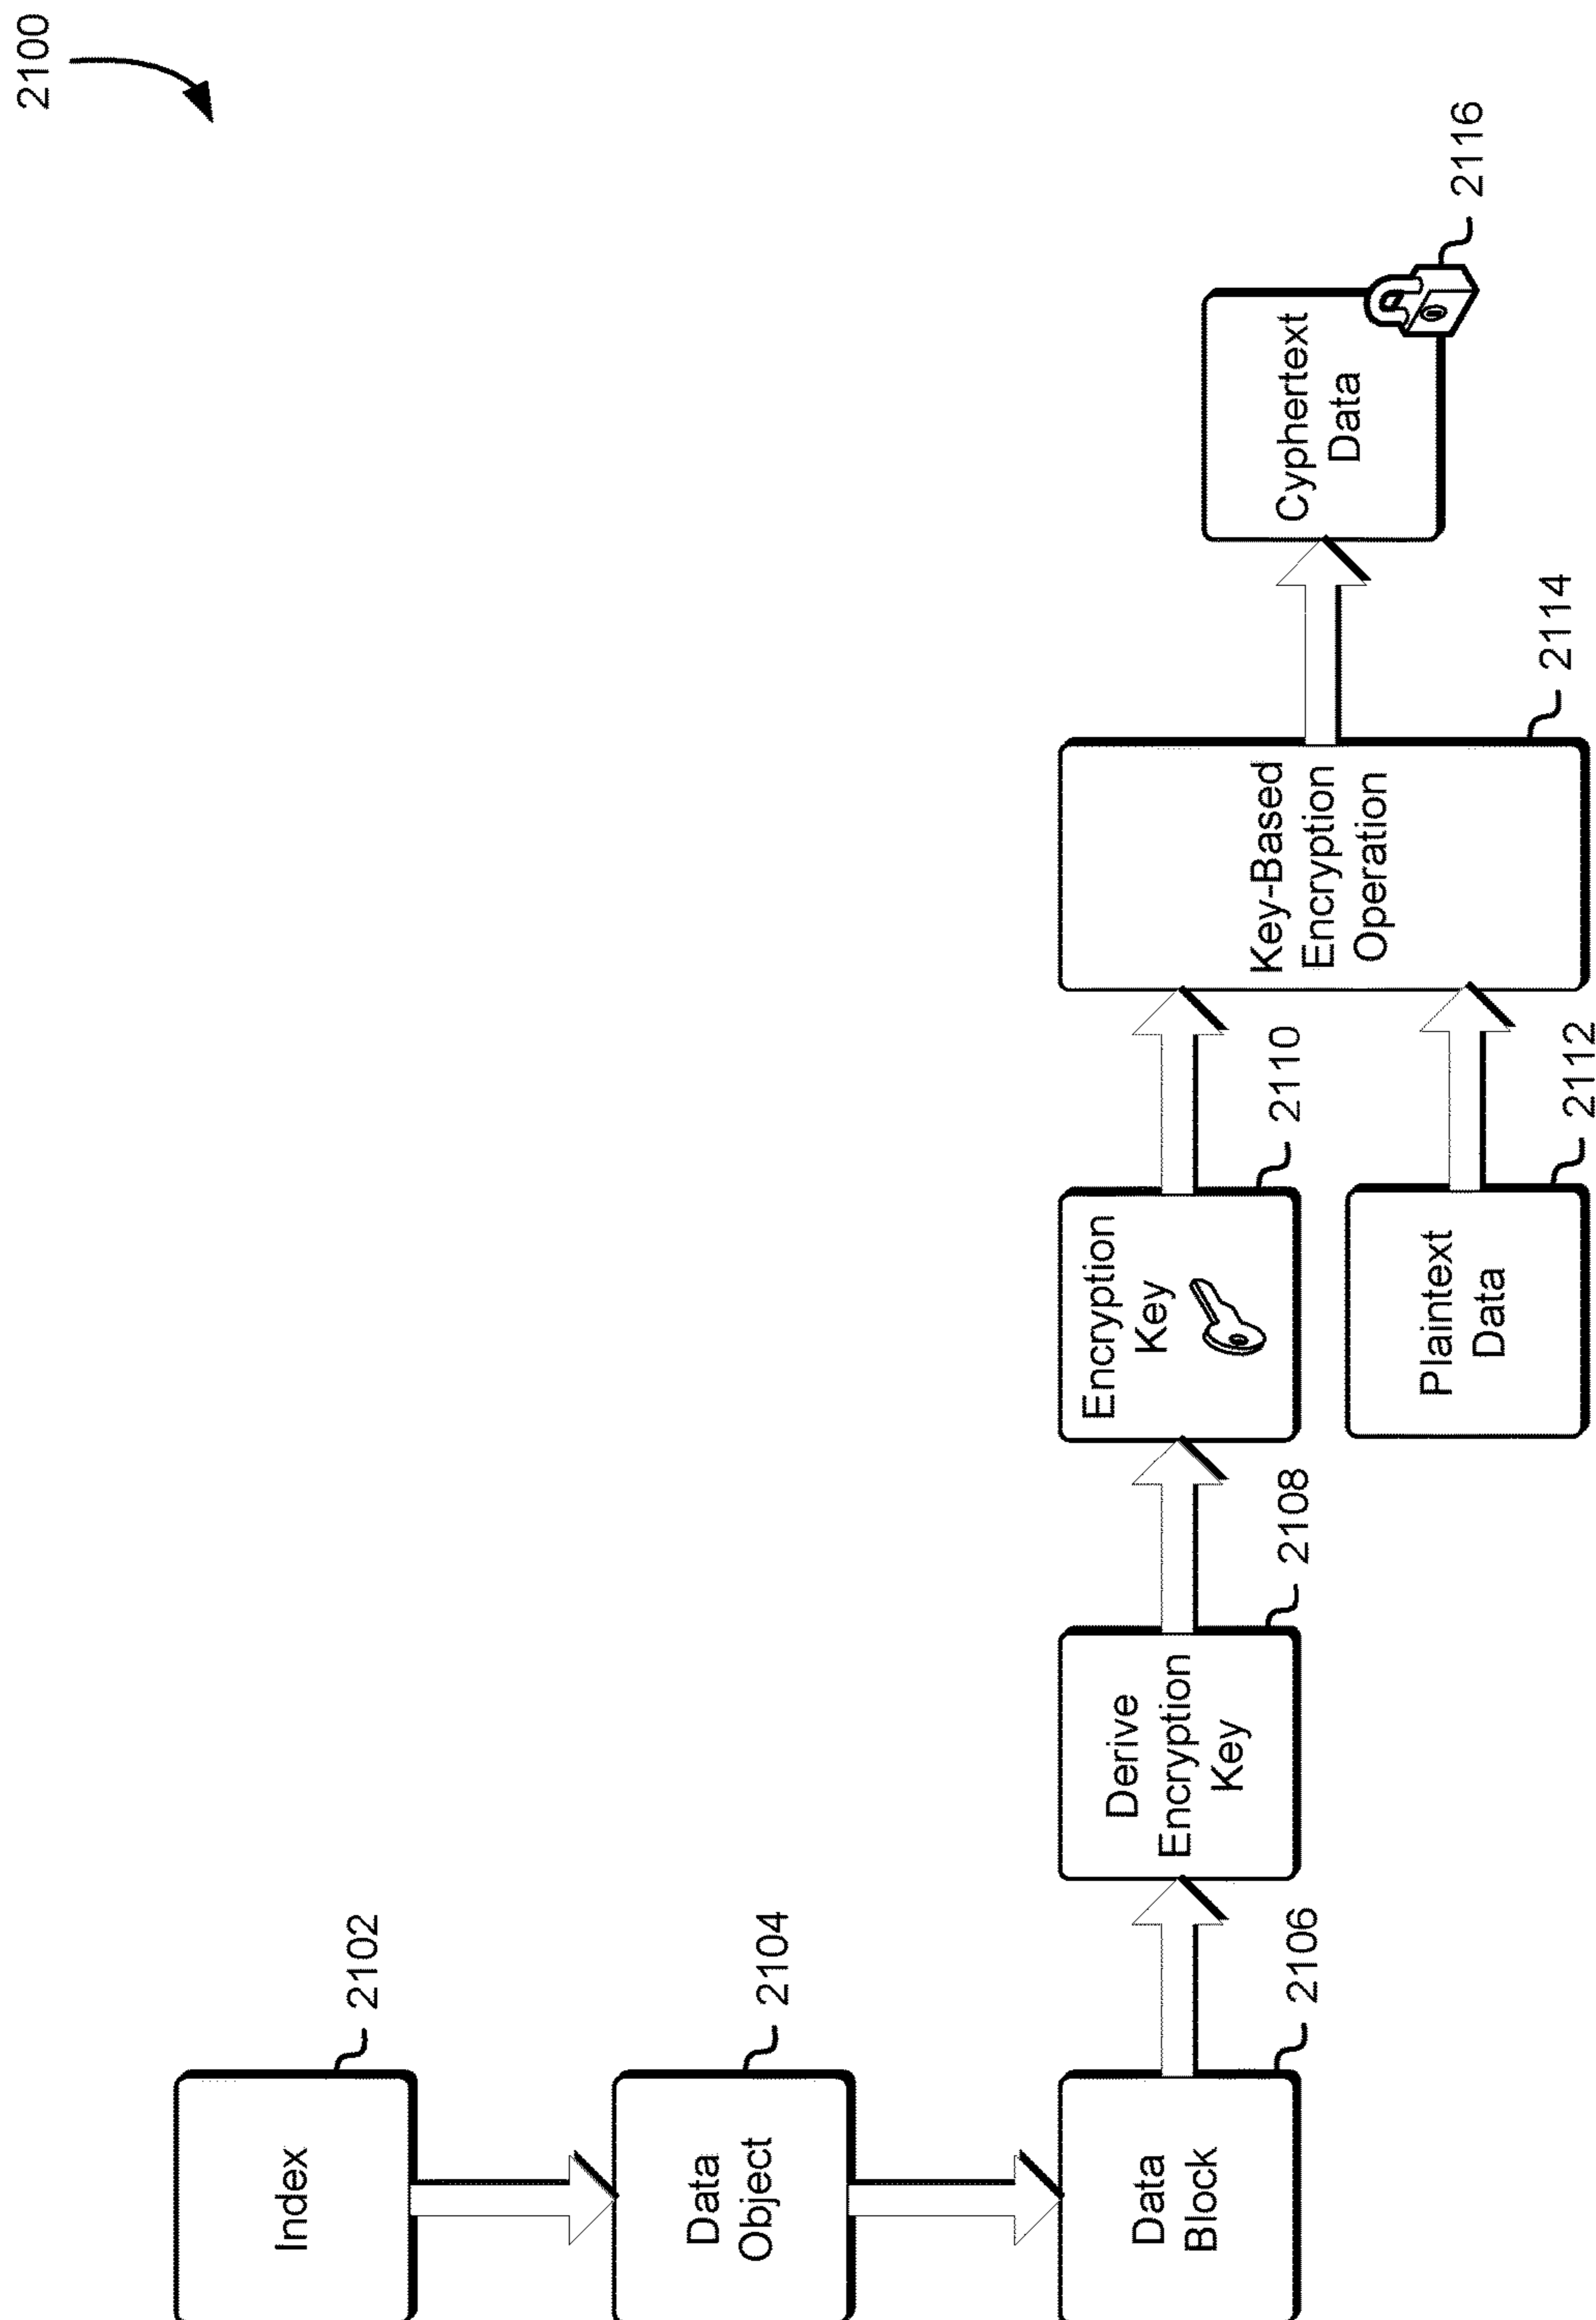 2100
Index
2102
Data
Object
2104
Data
Block
2106
Derive
Encryption
Key
2108
Encryption
Key
2110
Plaintext
Data
2112
Key-Based
Encryption
Operation
2114
Cyphertext
Data
2116